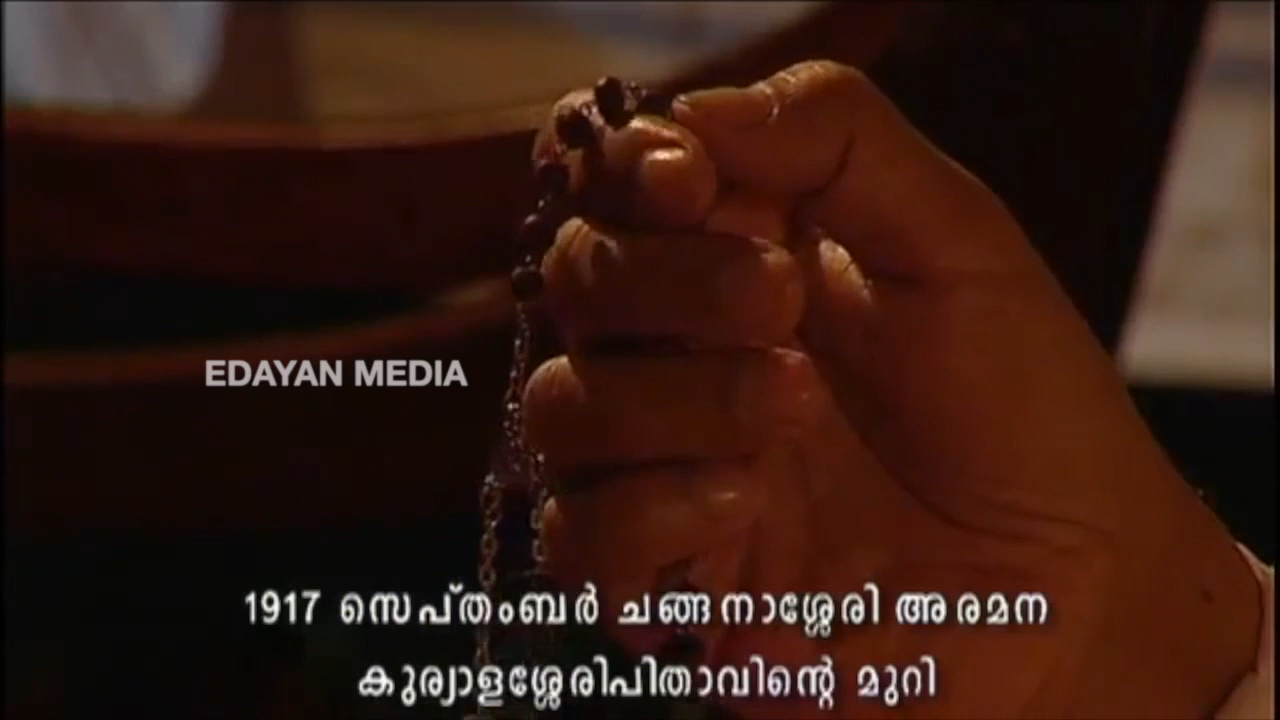 EDAYAN MEDIA
1917 സെപ്തംബർ ചങ്ങനാശ്ശേരി അരമന
കുര്യാളശ്ശേരിപിതാവിന്റെ മുറി